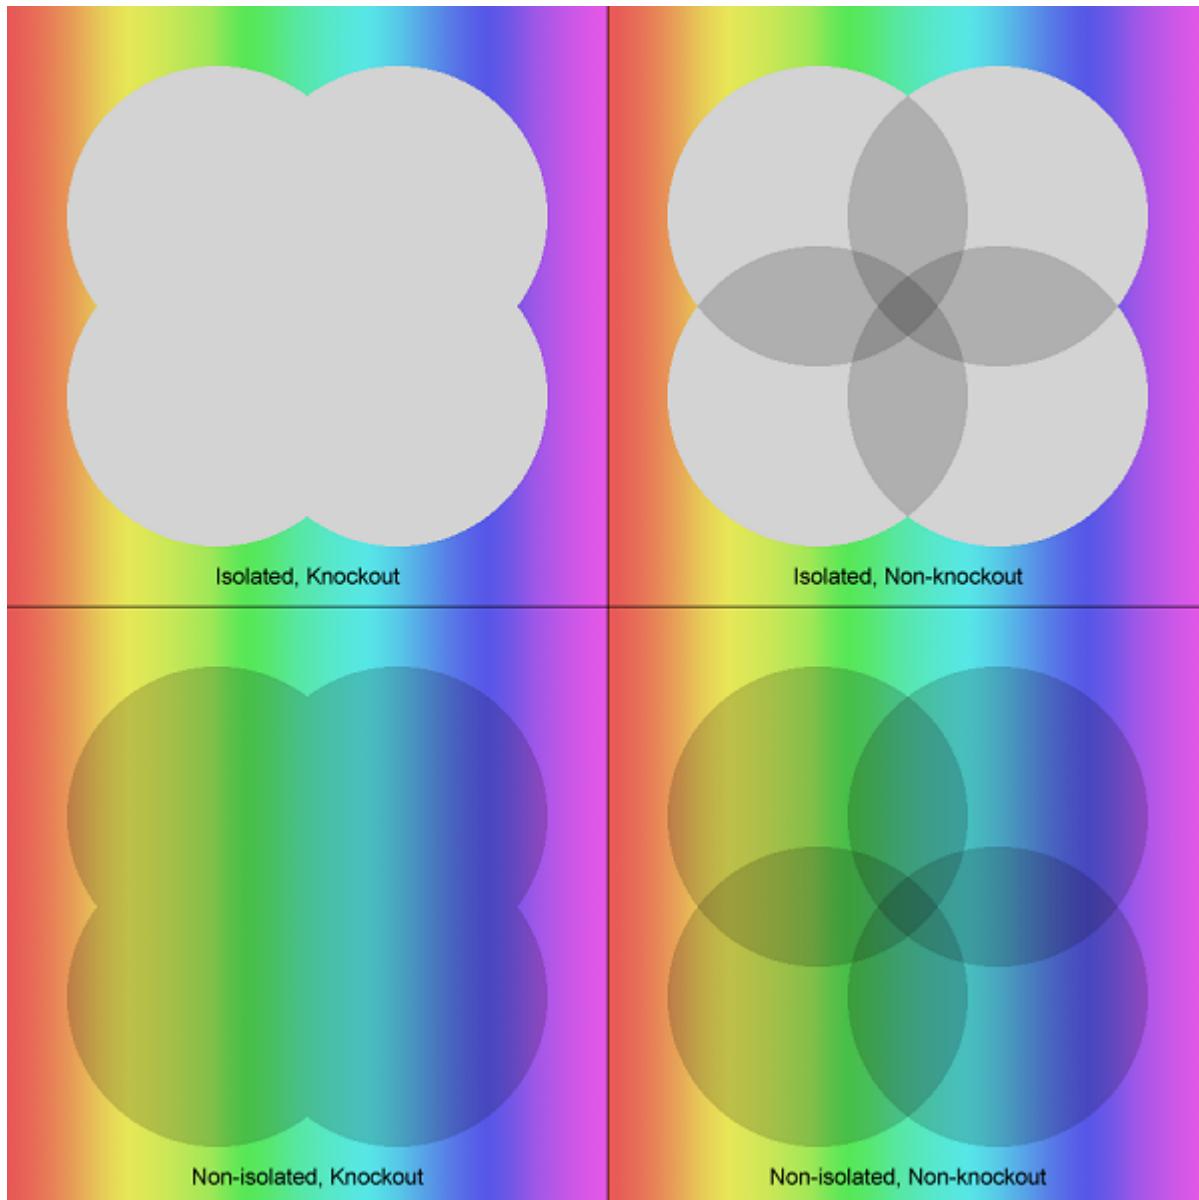 Isolated, Knockout
Isolated, Non-knockout
Non-isolated, Knockout
Non-isolated, Non-knockout